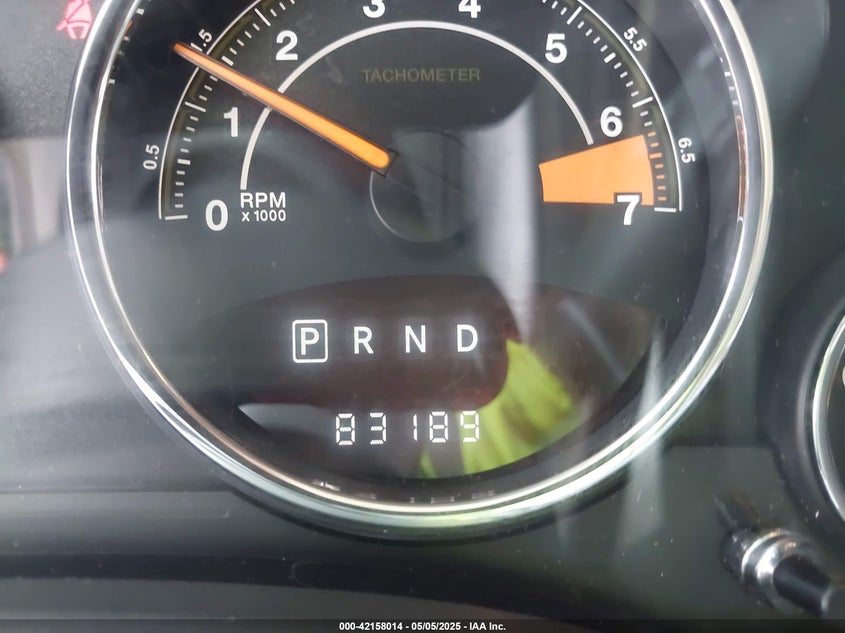 3 4
1.5 2 5 5.5
TACHOMETER
1 6
0.5 6.5
0 RPM 7
x 1000
P R N D
83189
000-42158014 - 05/05/2025 - IAA Inc.